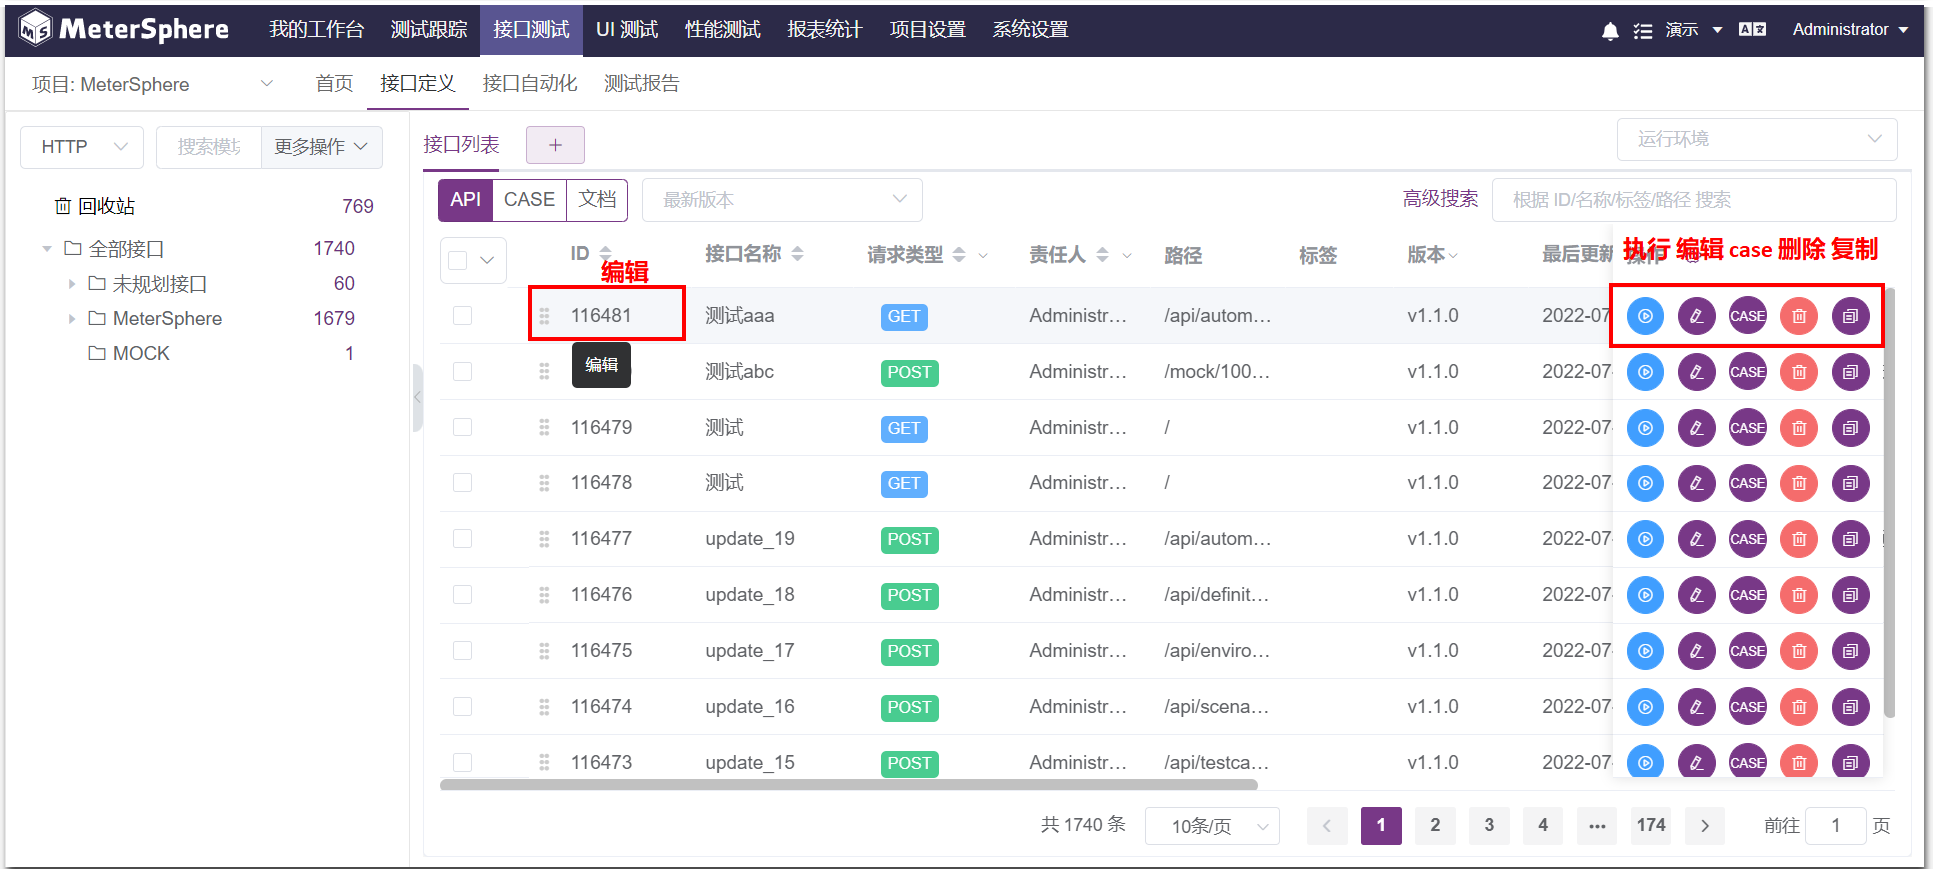 MeterSphere 我的工作台 测试跟踪 接口测试 UI 测试 性能测试 报表统计 项目设置 系统设置 演示 Administrator
项目: MeterSphere 首页 接口定义 接口自动化 测试报告
HTTP 搜索模块 更多操作
回收站 769
全部接口 1740
未规划接口 60
MeterSphere 1679
MOCK 1
接口列表 + 运行环境
API CASE 文档 最新版本 高级搜索 根据 ID/名称/标签/路径 搜索
ID 接口名称 请求类型 责任人 路径 标签 版本 最后更新 操作
编辑
执行 编辑 case 删除 复制
116481 测试aaa GET Administr... /api/autom... v1.1.0 2022-07 CASE
编辑
测试abc POST /mock/100... v1.1.0 2022-07 CASE
116479 测试 GET Administr... / v1.1.0 2022-07 CASE
116478 测试 GET Administr... / v1.1.0 2022-07 CASE
116477 update_19 POST Administr... /api/autom... v1.1.0 2022-07 CASE
116476 update_18 POST Administr... /api/definit... v1.1.0 2022-07 CASE
116475 update_17 POST Administr... /api/enviro... v1.1.0 2022-07 CASE
116474 update_16 POST Administr... /api/scena... v1.1.0 2022-07 CASE
116473 update_15 POST Administr... /api/testca... v1.1.0 2022-07 CASE
共 1740 条 10条/页 1 2 3 4 ... 174 前往 1 页